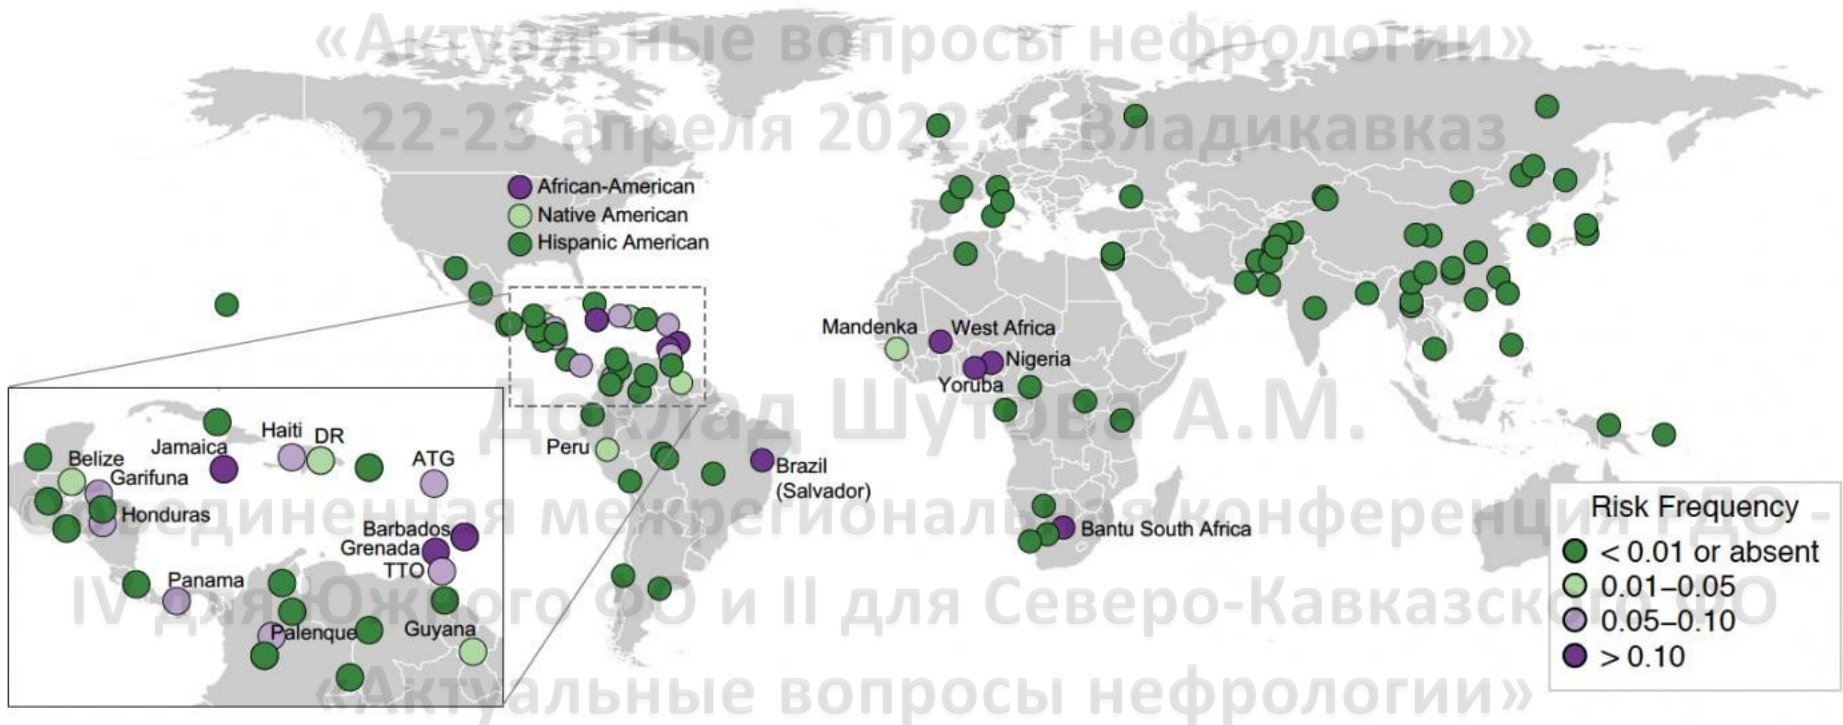 «Актуальные вопросы нефрологии»
22-23 апреля 2022 г. Владикавказ
African-American
Native American
Hispanic American
Mandenka
West Africa
Nigeria
Yoruba
Доклад Шутова А.М.
Peru
Brazil
(Salvador)
Bantu South Africa
Haiti
DR
Jamaica
ATG
Belize
Garifuna
Honduras
Barbados
Grenada
TTO
Panama
Palenque
Guyana
единенная межрегиональная конференция РДО -
IV для Южного ФО и II для Северо-Кавказского ФО
«Актуальные вопросы нефрологии»
Risk Frequency
< 0.01 or absent
0.01–0.05
0.05–0.10
> 0.10